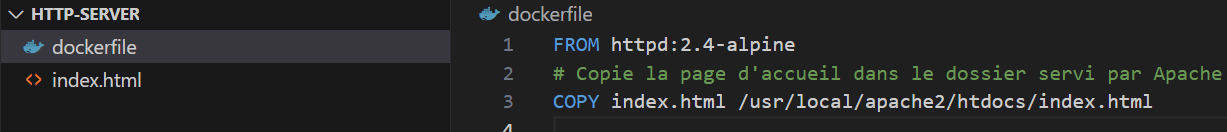 HTTP-SERVER
dockerfile
index.html
dockerfile
1 FROM httpd:2.4-alpine
2 # Copie la page d'accueil dans le dossier servi par Apache
3 COPY index.html /usr/local/apache2/htdocs/index.html
4